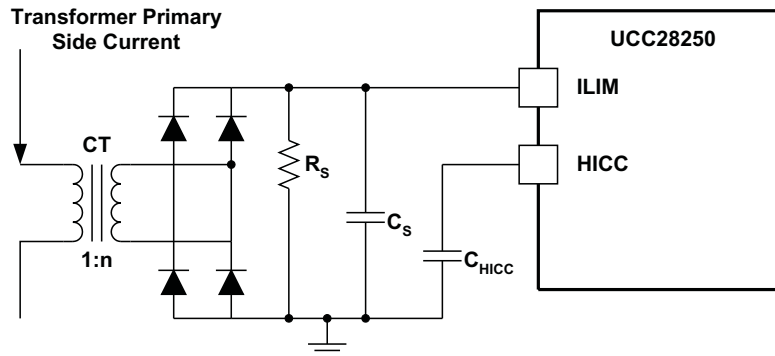 Transformer Primary
Side Current
UCC28250
ILIM
CT
HICC
R_S
C_S
C_HICC
1:n